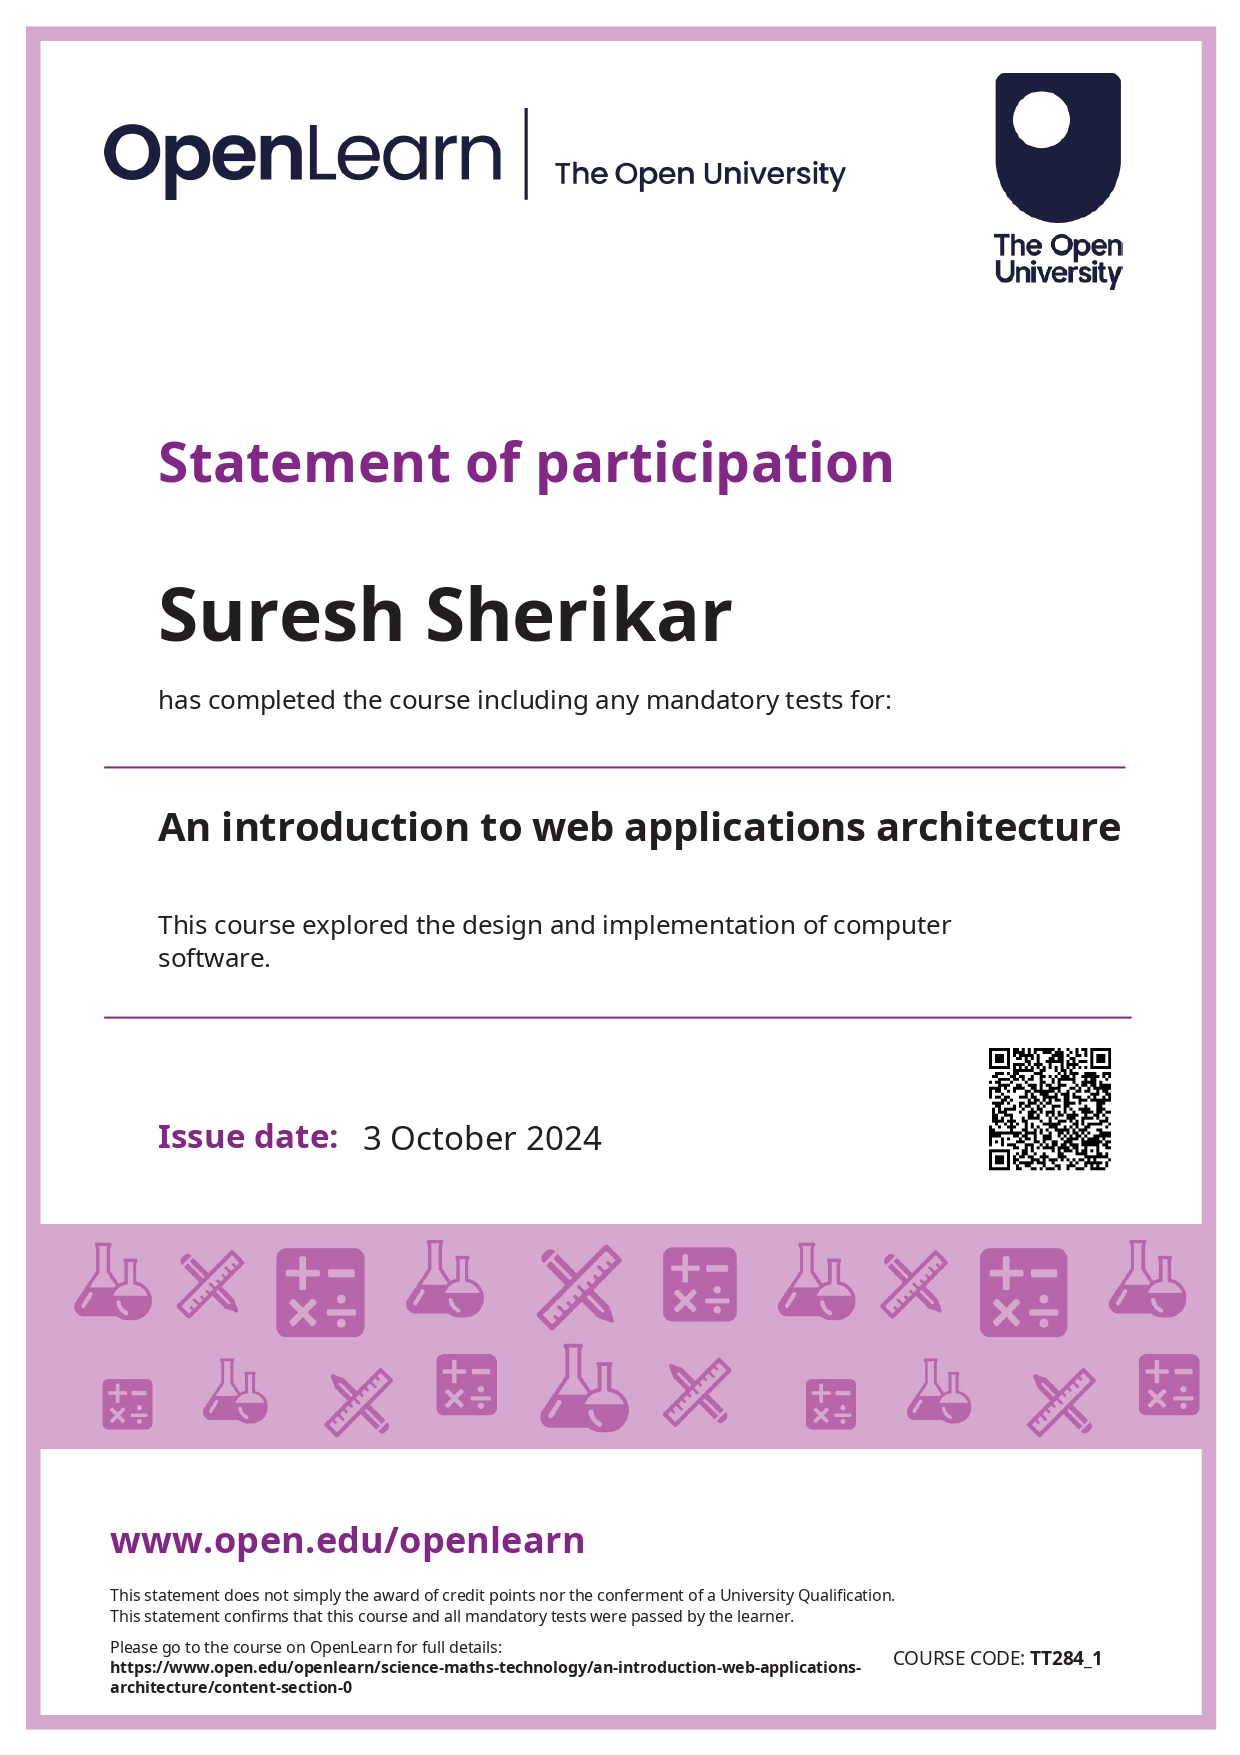 OpenLearn
The Open University
The Open
University
Statement of participation
Suresh Sherikar
has completed the course including any mandatory tests for:
An introduction to web applications architecture
This course explored the design and implementation of computer
software.
Issue date: 3 October 2024
www.open.edu/openlearn
This statement does not simply the award of credit points nor the conferment of a University Qualification.
This statement confirms that this course and all mandatory tests were passed by the learner.
Please go to the course on OpenLearn for full details:
https://www.open.edu/openlearn/science-maths-technology/an-introduction-web-applications-
architecture/content-section-0
COURSE CODE: TT284_1